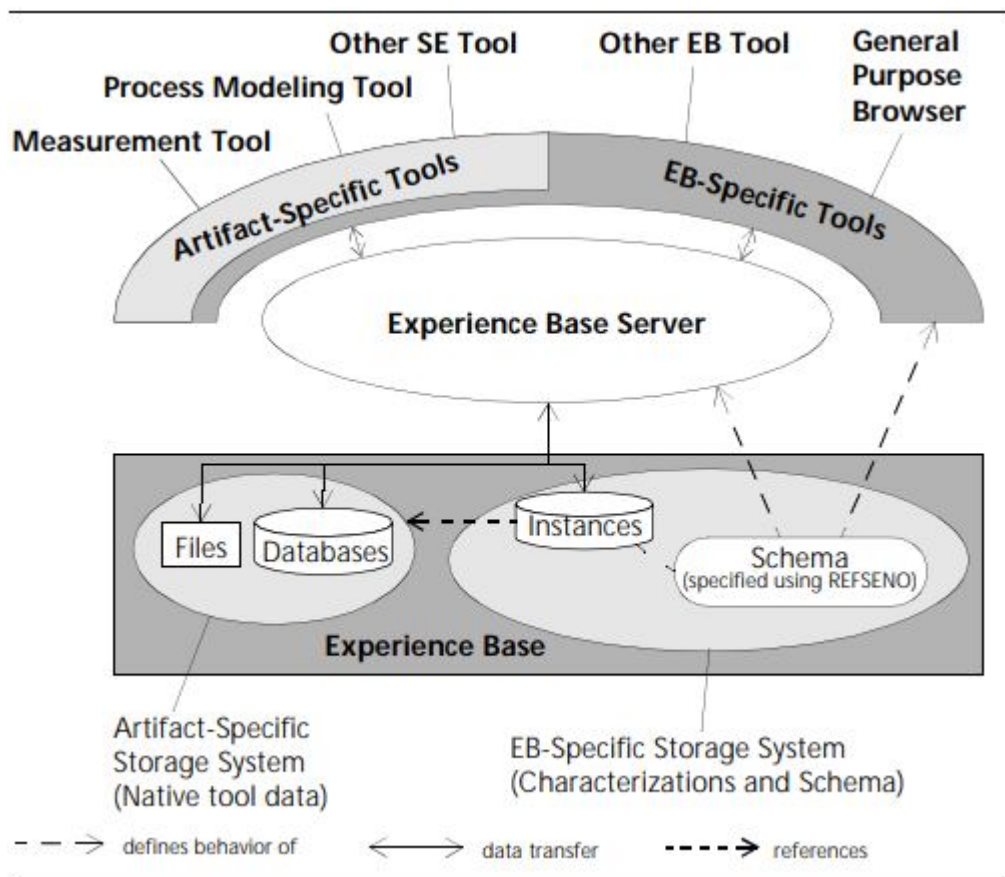 Other SE Tool
Other EB Tool
General
Purpose
Browser
Process Modeling Tool
Measurement Tool
Artifact-Specific Tools
EB-Specific Tools
Experience Base Server
Files
Databases
Instances
Schema
(specified using REFSENO)
Experience Base
Artifact-Specific
Storage System
(Native tool data)
EB-Specific Storage System
(Characterizations and Schema)
defines behavior of
data transfer
references